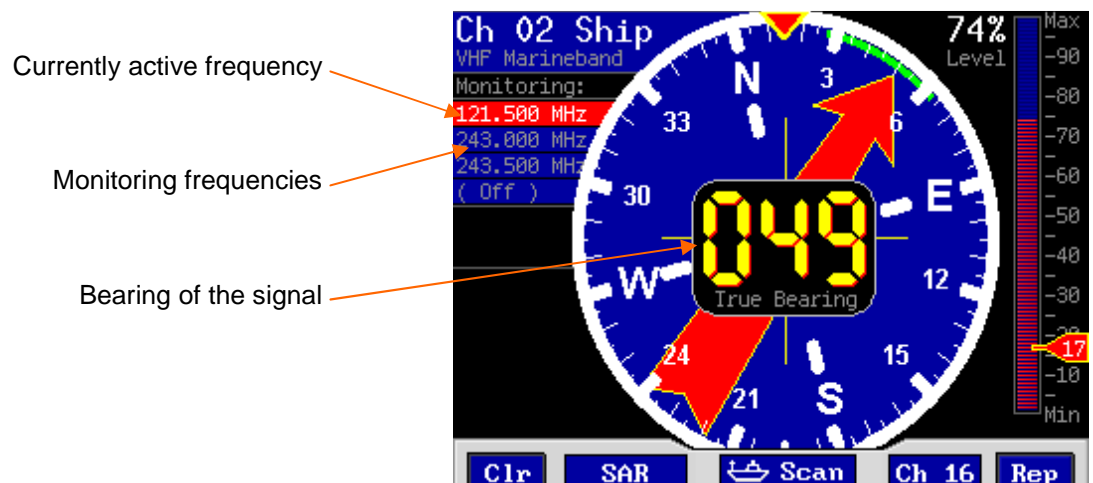 Currently active frequency
Monitoring frequencies
Bearing of the signal
Ch 02 Ship
VHF Marineband
Monitoring:
121.500 MHz
243.000 MHz
243.500 MHz
( Off )
74%
Level
N
3
6
E
12
15
S
21
24
W
30
33
049
True Bearing
Max
-90
-80
-70
-60
-50
-40
-30
-20
17
-10
Min
Clr
SAR
Scan
Ch 16
Rep